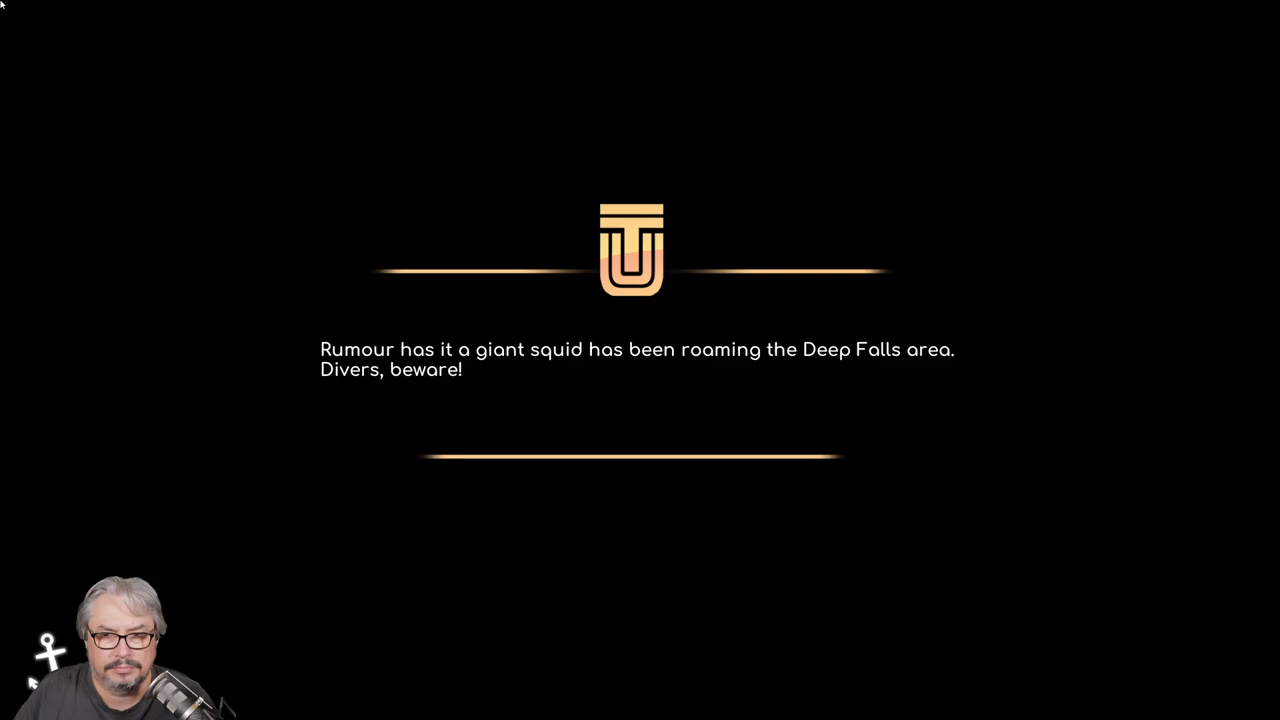 Rumour has it a giant squid has been roaming the Deep Falls area.
Divers, beware!